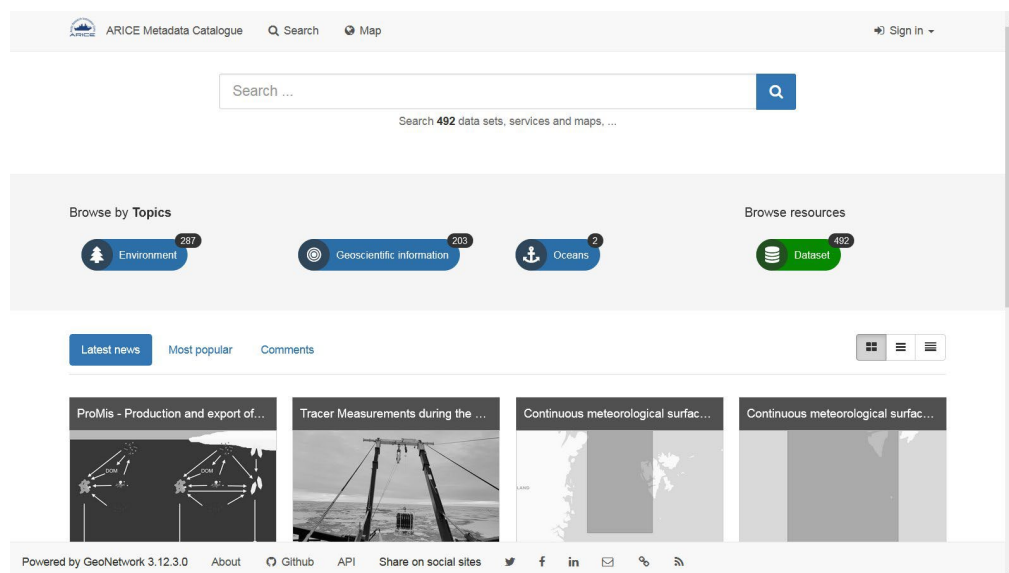 ARICE
ARICE Metadata Catalogue Search Map Sign in
Search ...
Search 492 data sets, services and maps, ...
Browse by Topics Browse resources
Environment 287 Geoscientific information 203 Oceans 2 Dataset 492
Latest news Most popular Comments
ProMis - Production and export of... Tracer Measurements during the ... Continuous meteorological surfac... Continuous meteorological surfac...
DOM DOM
LAND
Powered by GeoNetwork 3.12.3.0 About Github API Share on social sites